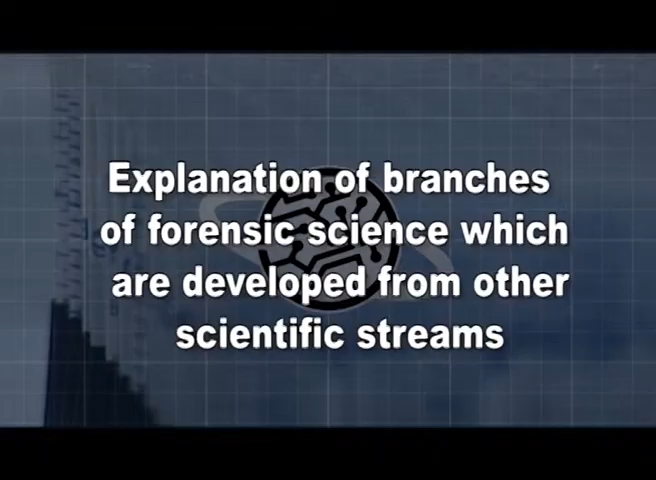 Explanation of branches
of forensic science which
are developed from other
scientific streams